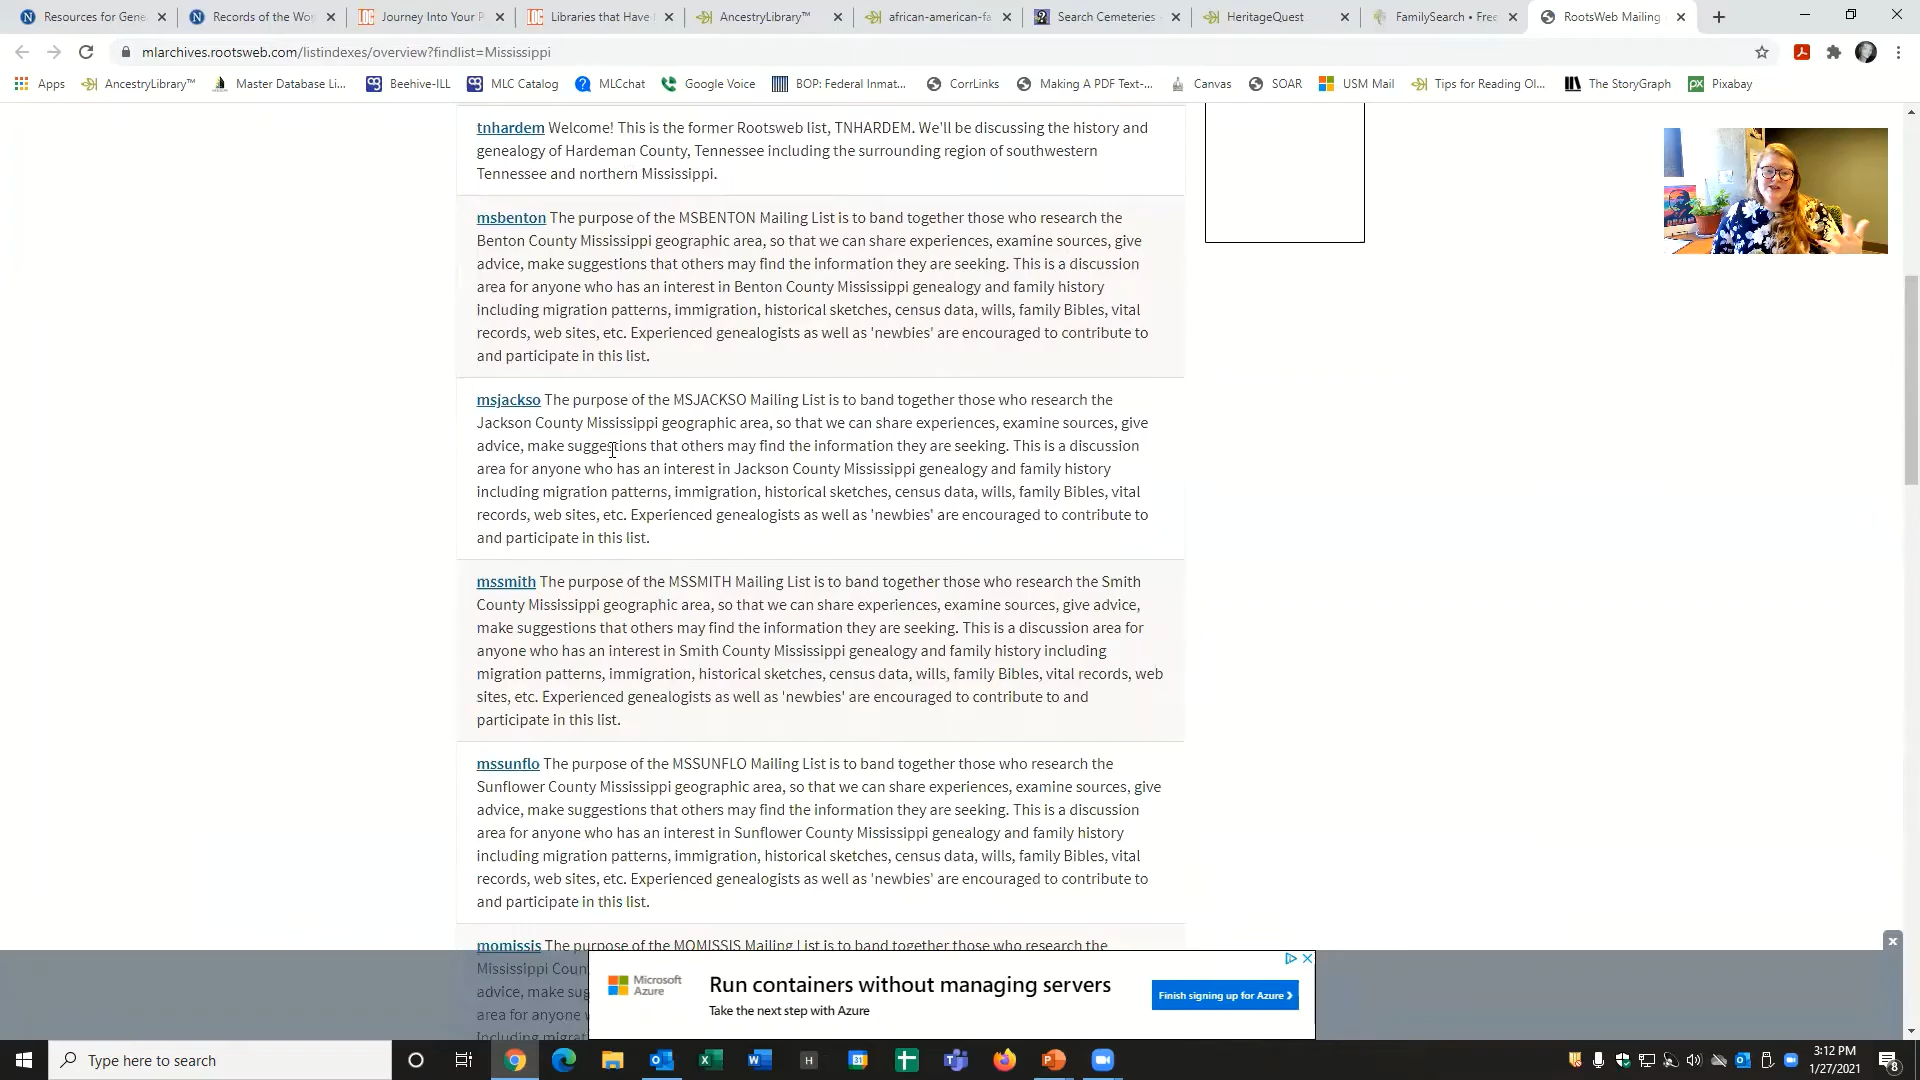 Resources for Gene
Records of the Wo
Journey Into Your P
Libraries that Have
AncestryLibrary™
african-american-fa
Search Cemeteries
HeritageQuest
FamilySearch • Free
RootsWeb Mailing
mlarchives.rootsweb.com/listindexes/overview?findlist=Mississippi
Apps
AncestryLibrary™
Master Database Li...
Beehive-ILL
MLC Catalog
MLCchat
Google Voice
BOP: Federal Inmat...
CorrLinks
Making A PDF Text-...
Canvas
SOAR
USM Mail
Tips for Reading Ol...
The StoryGraph
Pixabay
tnhardem Welcome! This is the former Rootsweb list, TNHARDEM. We'll be discussing the history and
genealogy of Hardeman County, Tennessee including the surrounding region of southwestern
Tennessee and northern Mississippi.
msbenton The purpose of the MSBENTON Mailing List is to band together those who research the
Benton County Mississippi geographic area, so that we can share experiences, examine sources, give
advice, make suggestions that others may find the information they are seeking. This is a discussion
area for anyone who has an interest in Benton County Mississippi genealogy and family history
including migration patterns, immigration, historical sketches, census data, wills, family Bibles, vital
records, web sites, etc. Experienced genealogists as well as 'newbies' are encouraged to contribute to
and participate in this list.
msjackso The purpose of the MSJACKSO Mailing List is to band together those who research the
Jackson County Mississippi geographic area, so that we can share experiences, examine sources, give
advice, make suggestions that others may find the information they are seeking. This is a discussion
area for anyone who has an interest in Jackson County Mississippi genealogy and family history
including migration patterns, immigration, historical sketches, census data, wills, family Bibles, vital
records, web sites, etc. Experienced genealogists as well as 'newbies' are encouraged to contribute to
and participate in this list.
mssmith The purpose of the MSSMITH Mailing List is to band together those who research the Smith
County Mississippi geographic area, so that we can share experiences, examine sources, give advice,
make suggestions that others may find the information they are seeking. This is a discussion area for
anyone who has an interest in Smith County Mississippi genealogy and family history including
migration patterns, immigration, historical sketches, census data, wills, family Bibles, vital records, web
sites, etc. Experienced genealogists as well as 'newbies' are encouraged to contribute to and
participate in this list.
mssunflo The purpose of the MSSUNFLO Mailing List is to band together those who research the
Sunflower County Mississippi geographic area, so that we can share experiences, examine sources, give
advice, make suggestions that others may find the information they are seeking. This is a discussion
area for anyone who has an interest in Sunflower County Mississippi genealogy and family history
including migration patterns, immigration, historical sketches, census data, wills, family Bibles, vital
records, web sites, etc. Experienced genealogists as well as 'newbies' are encouraged to contribute to
and participate in this list.
momissis The purpose of the MOMISSIS Mailing List is to band together those who research the
Mississippi Coun
advice, make sug
area for anyone
including migrat
Microsoft
Azure
Run containers without managing servers
Take the next step with Azure
Finish signing up for Azure
Type here to search
3:12 PM
1/27/2021
8